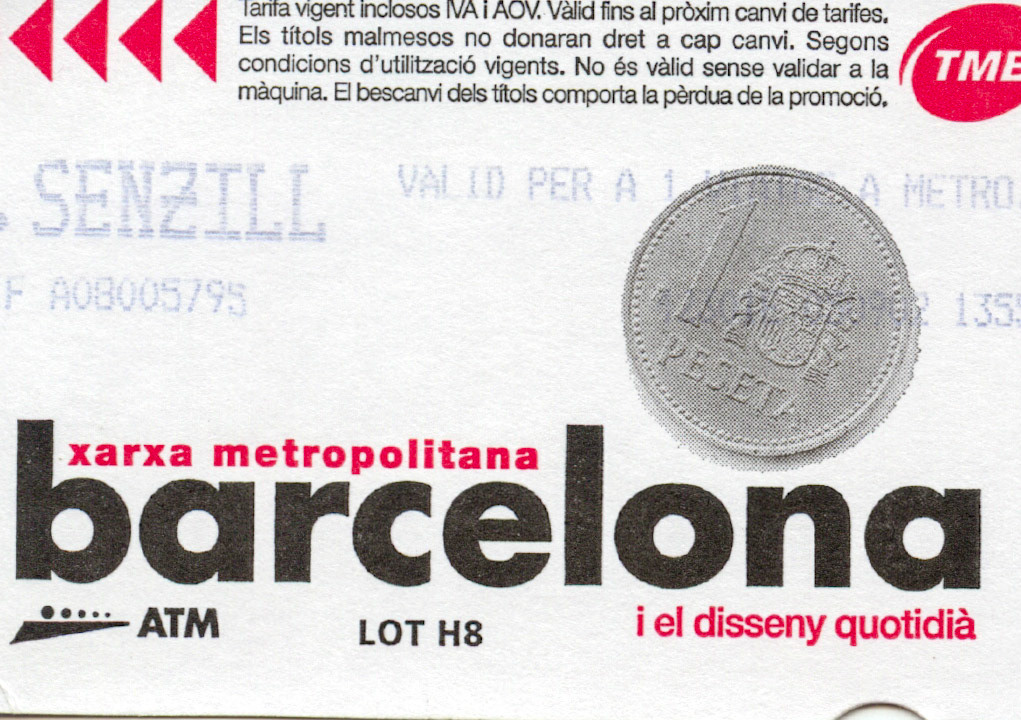 Tarifa vigent inclosos IVA i AOV. Vàlid fins al pròxim canvi de tarifes.
Els títols malmesos no donaran dret a cap canvi. Segons
condicions d'utilització vigents. No és vàlid sense validar a la
màquina. El bescanvi dels títols comporta la pèrdua de la promoció.
TMB
SENZILL
VALID PER A 1 A METRO.
F A08005795
2 1355
1
PESETA
xarxa metropolitana
barcelona
ATM
LOT H8
i el disseny quotidià